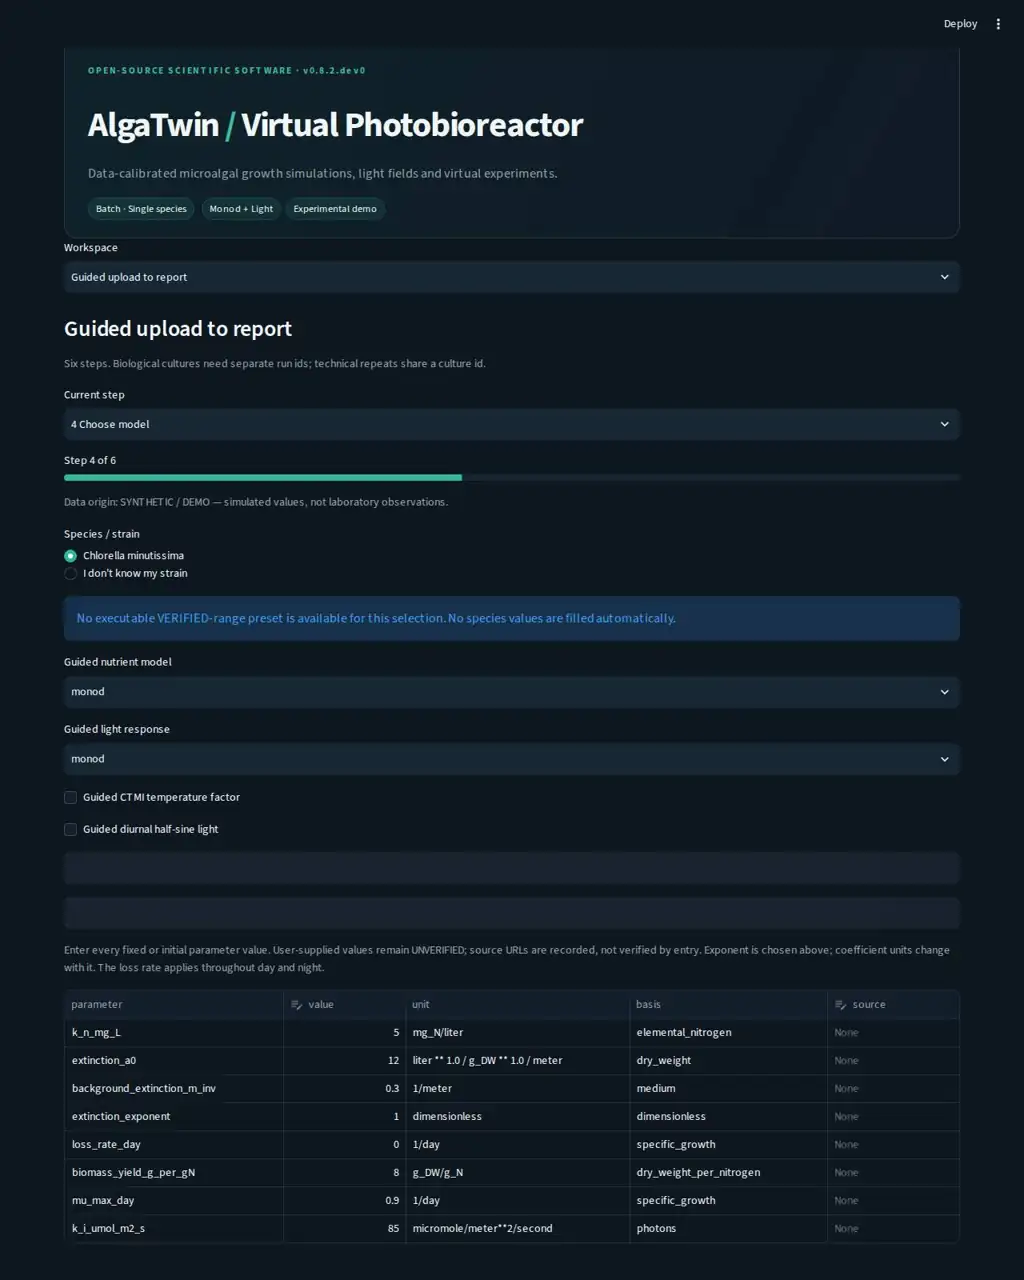 Deploy
OPEN-SOURCE SCIENTIFIC SOFTWARE · v0.8.2.dev0
AlgaTwin / Virtual Photobioreactor
Data-calibrated microalgal growth simulations, light fields and virtual experiments.
Batch · Single species
Monod + Light
Experimental demo
Workspace
Guided upload to report
Guided upload to report
Six steps. Biological cultures need separate run ids; technical repeats share a culture id.
Current step
4 Choose model
Step 4 of 6
Data origin: SYNTHETIC / DEMO — simulated values, not laboratory observations.
Species / strain
Chlorella minutissima
I don't know my strain
No executable VERIFIED-range preset is available for this selection. No species values are filled automatically.
Guided nutrient model
monod
Guided light response
monod
Guided CTMI temperature factor
Guided diurnal half-sine light
Enter every fixed or initial parameter value. User-supplied values remain UNVERIFIED; source URLs are recorded, not verified by entry. Exponent is chosen above; coefficient units change
with it. The loss rate applies throughout day and night.
parameter value unit basis source
k_n_mg_L 5 mg_N/liter elemental_nitrogen None
extinction_a0 12 liter ** 1.0 / g_DW ** 1.0 / meter dry_weight None
background_extinction_m_inv 0.3 1/meter medium None
extinction_exponent 1 dimensionless dimensionless None
loss_rate_day 0 1/day specific_growth None
biomass_yield_g_per_gN 8 g_DW/g_N dry_weight_per_nitrogen None
mu_max_day 0.9 1/day specific_growth None
k_i_umol_m2_s 85 micromole/meter**2/second photons None